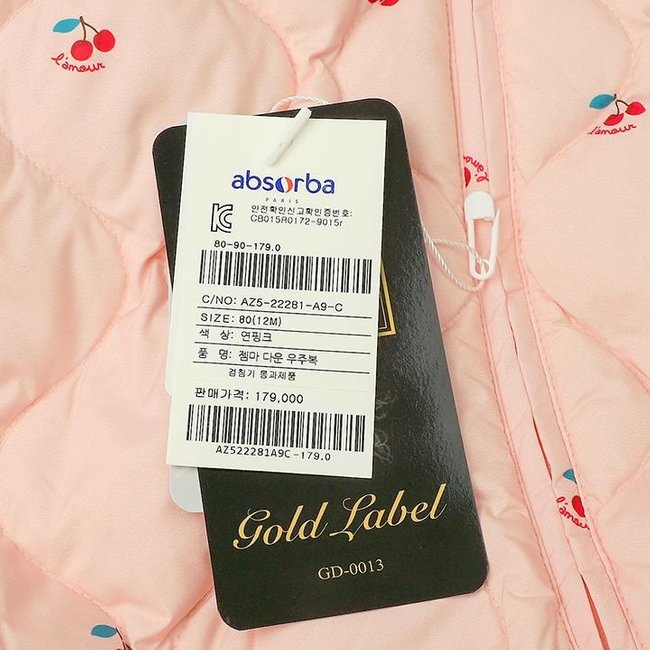 l'amour
l'amour
absorba
PARIS
안전확인신고확인증번호:
CB015R0172-9015r
80-90-179.0
C/NO: AZ5-22281-A9-C
SIZE: 80(12M)
색 상: 연핑크
품 명: 젬마 다운 우주복
검침기 통과제품
판매가격: 179,000
AZ522281A9C-179.0
Gold Label
GD-0013